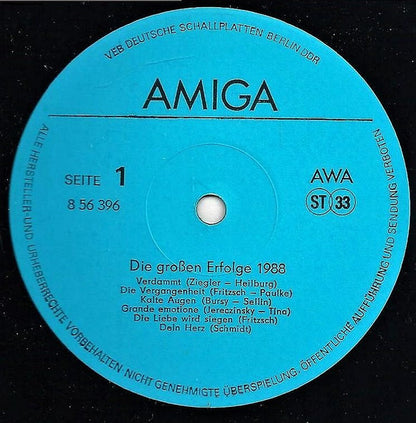 VEB DEUTSCHE SCHALLPLATTEN BERLIN DDR
AMIGA
SEITE 1
8 56 396
AWA
ST 33
Die großen Erfolge 1988
Verdammt (Ziegler – Heilburg)
Die Vergangenheit (Fritzsch – Paulke)
Kalte Augen (Bursy – Sellin)
Grande emotione (Jereczinsky – Tina)
Die Liebe wird siegen (Fritzsch)
Dein Herz (Schmidt)
ALLE HERSTELLER- UND URHEBERRECHTE VORBEHALTEN · NICHT GENEHMIGTE ÜBERSPIELUNG, ÖFFENTLICHE AUFFÜHRUNG UND SENDUNG VERBOTEN